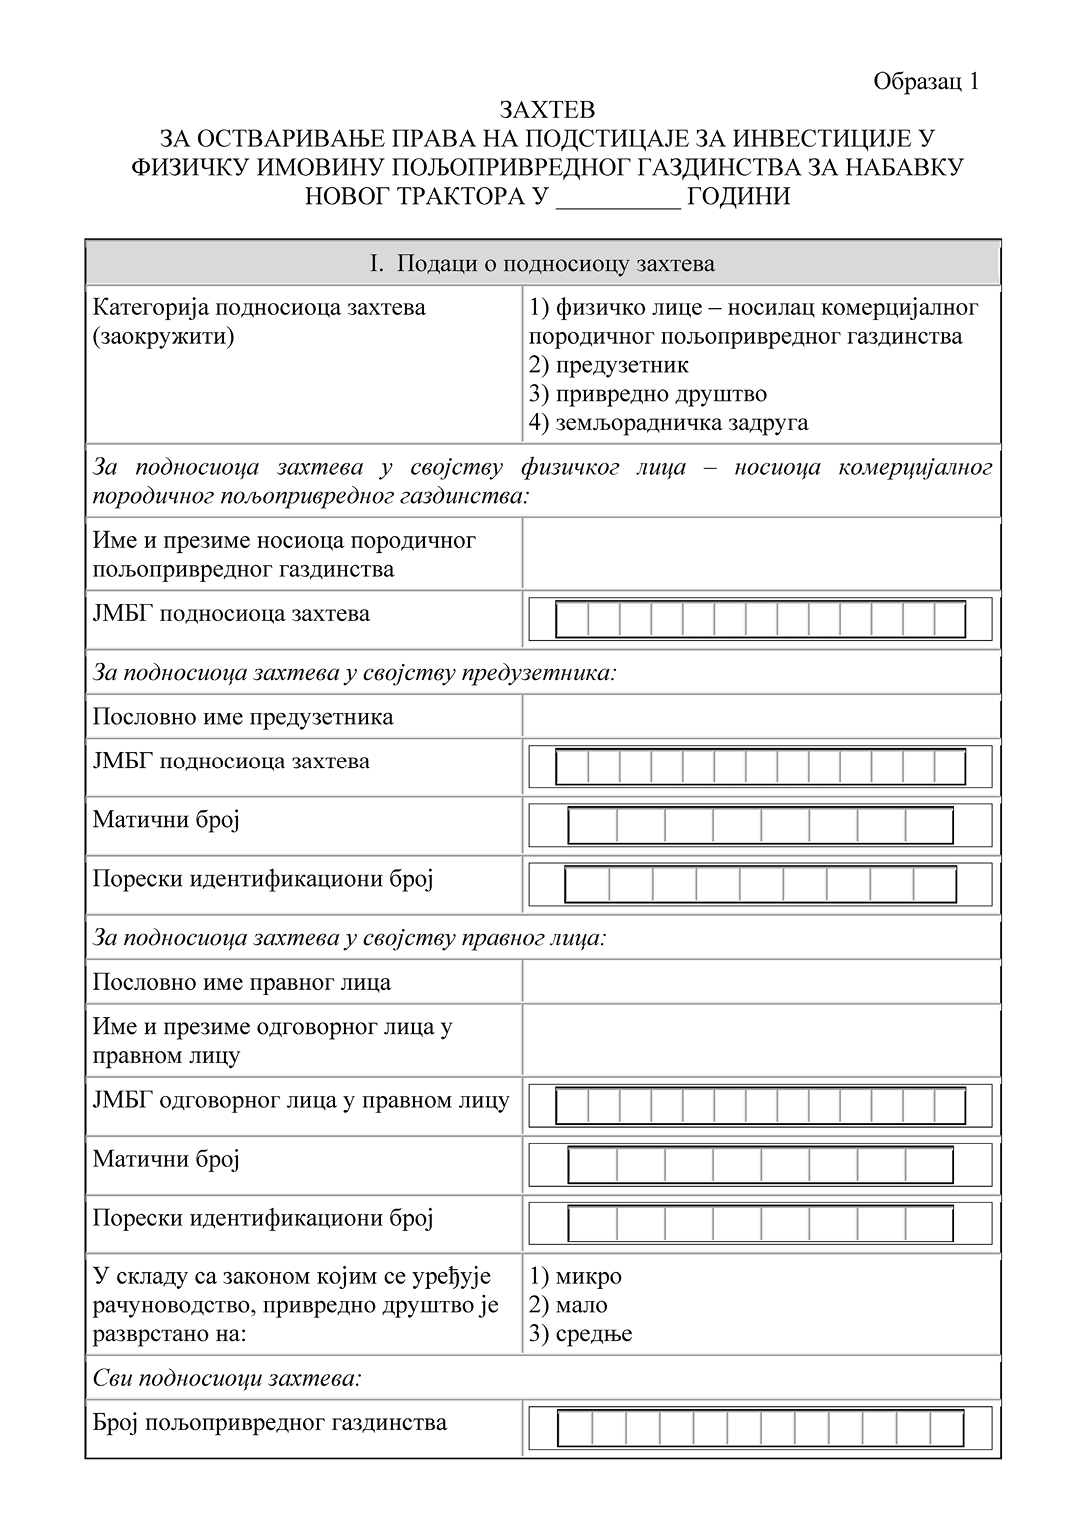 Образац 1
ЗАХТЕВ
ЗА ОСТВАРИВАЊЕ ПРАВА НА ПОДСТИЦАЈЕ ЗА ИНВЕСТИЦИЈЕ У
ФИЗИЧКУ ИМОВИНУ ПОЉОПРИВРЕДНОГ ГАЗДИНСТВА ЗА НАБАВКУ
НОВОГ ТРАКТОРА У __________ ГОДИНИ
I. Подаци о подносиоцу захтева
Категорија подносиоца захтева
(заокружити)
1) физичко лице – носилац комерцијалног
породичног пољопривредног газдинства
2) предузетник
3) привредно друштво
4) земљорадничка задруга
За подносиоца захтева у својству физичког лица – носиоца комерцијалног
породичног пољопривредног газдинства:
Име и презиме носиоца породичног
пољопривредног газдинства
ЈМБГ подносиоца захтева
За подносиоца захтева у својству предузетника:
Пословно име предузетника
ЈМБГ подносиоца захтева
Матични број
Порески идентификациони број
За подносиоца захтева у својству правног лица:
Пословно име правног лица
Име и презиме одговорног лица у
правном лицу
ЈМБГ одговорног лица у правном лицу
Матични број
Порески идентификациони број
У складу са законом којим се уређује
рачуноводство, привредно друштво је
разврстано на:
1) микро
2) мало
3) средње
Сви подносиоци захтева:
Број пољопривредног газдинства